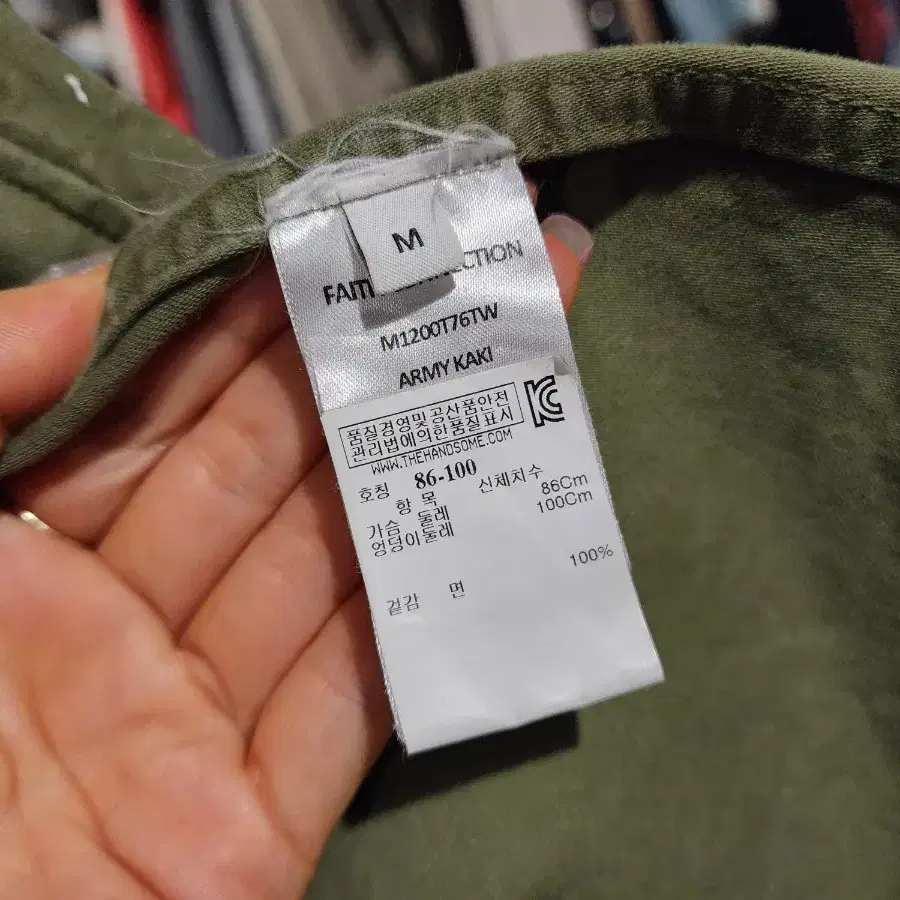 M
M1200T76TW
ARMY KAKI
품질경영및공산품안전
관리법에의한품질표시
WWW.THEHANDSOME.COM
호칭 86-100
항 목 신체치수
가슴 둘레 86Cm
엉덩이둘레 100Cm
100%
겉감 면